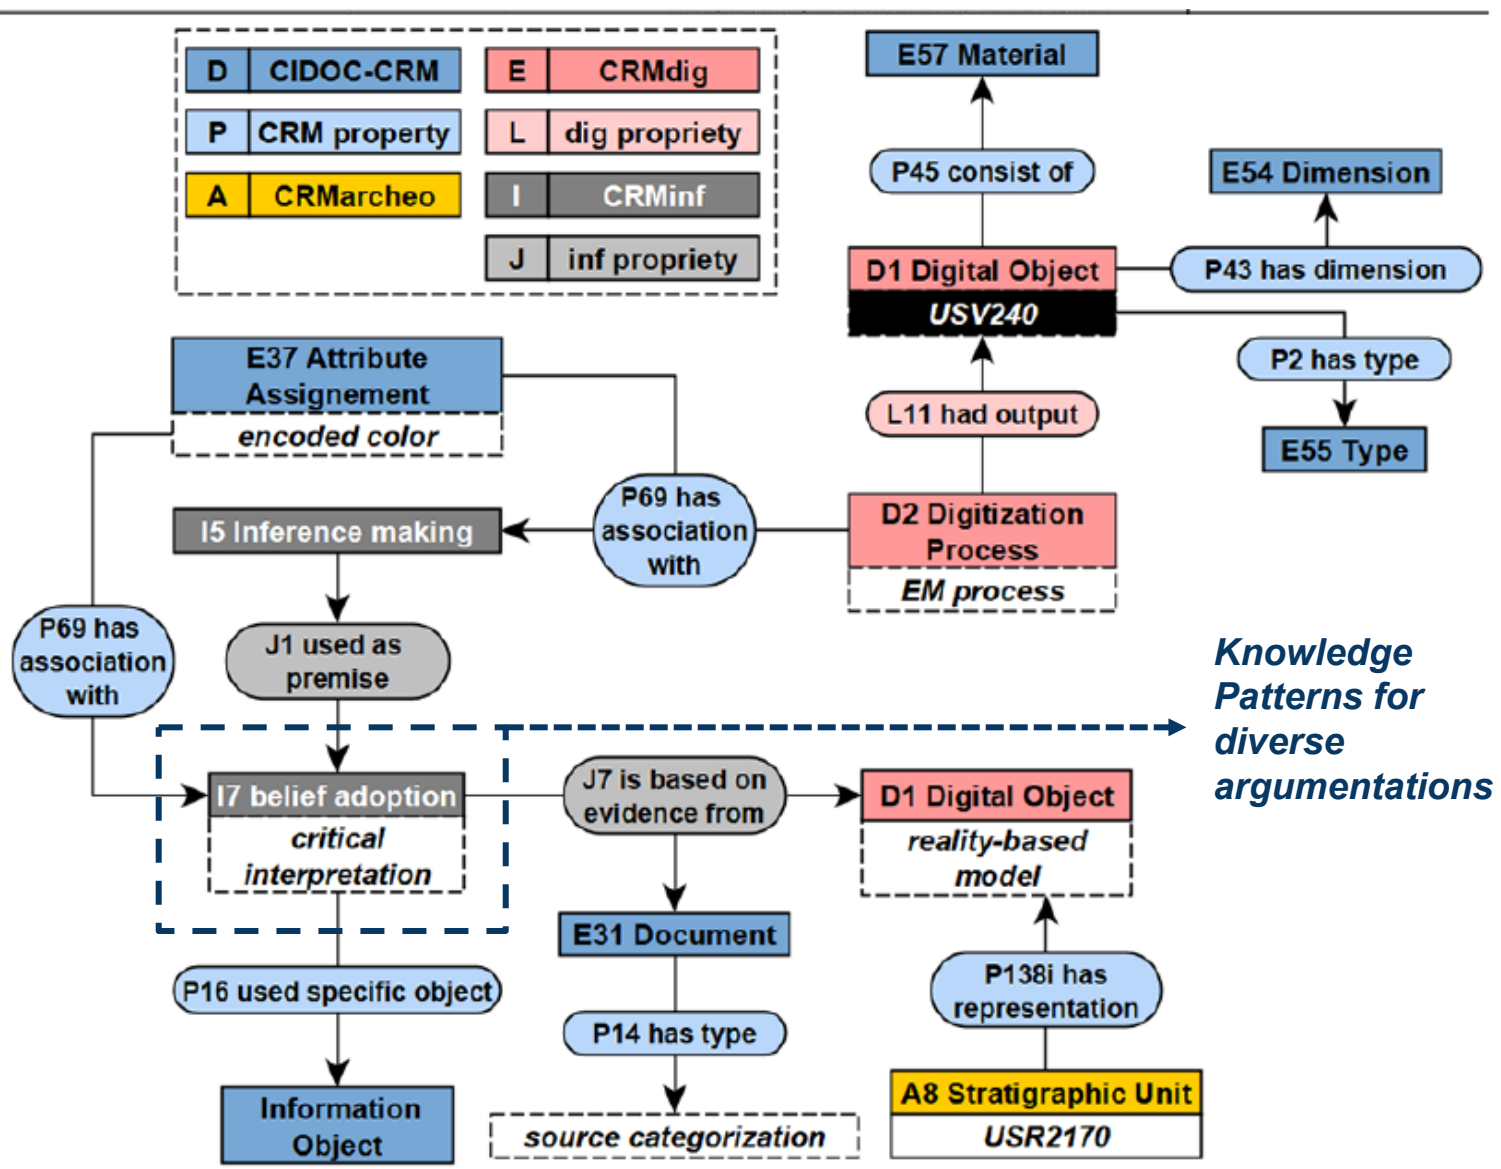 D CIDOC-CRM
P CRM property
A CRMarcheo
E CRMdig
L dig propriety
I CRMinf
J inf propriety
E57 Material
P45 consist of
E54 Dimension
D1 Digital Object
USV240
P43 has dimension
P2 has type
E55 Type
L11 had output
E37 Attribute
Assignement
encoded color
P69 has
association
with
D2 Digitization
Process
EM process
I5 Inference making
P69 has
association
with
J1 used as
premise
Knowledge
Patterns for
diverse
argumentations
I7 belief adoption
critical
interpretation
J7 is based on
evidence from
D1 Digital Object
reality-based
model
E31 Document
P16 used specific object
P138i has
representation
P14 has type
Information
Object
source categorization
A8 Stratigraphic Unit
USR2170